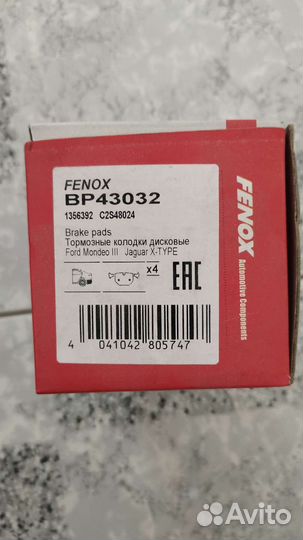 FENOX
BP43032
1356392 C2S48024
Brake pads
Тормозные колодки дисковые
Ford Mondeo III Jaguar X-TYPE
x4
EAC
4 041042 805747
FENOX
Automotive Components
Avito